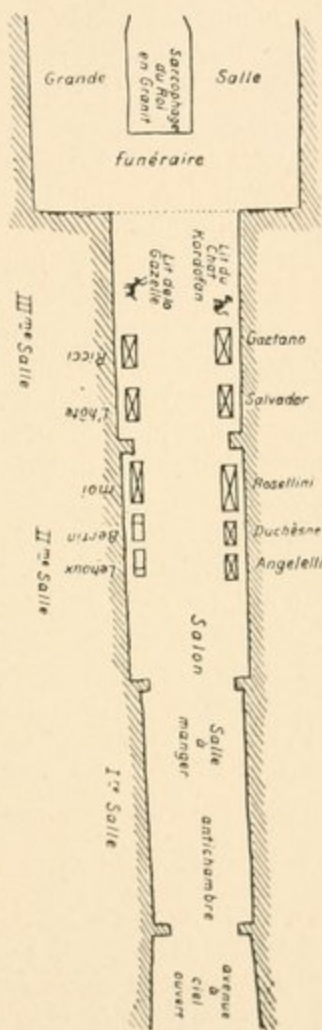 Grande
Salle
Sarcophage
du Roi
en Granit
funéraire
Lit de la
Gazelle
Lit du
Chat
Kordofan
IIIme Salle
Ricci
Gaetano
L'hôte
Salvador
IIme Salle
moi
Rosellini
Bertin
Duchèsne
Lehoux
Angelelli
Salon
Salle
à
manger
Ire Salle
antichambre
avenue
à
ciel
ouvert